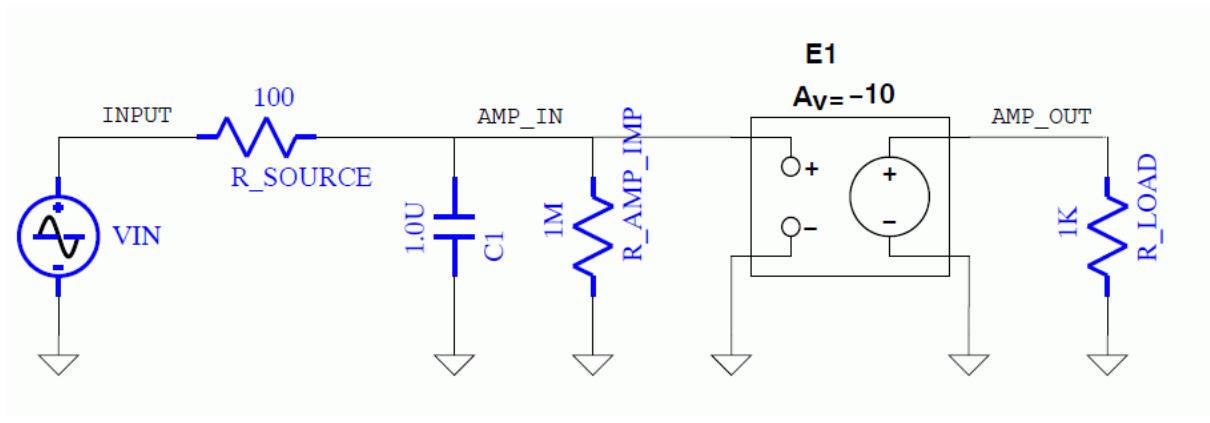 E1
AV=−10
100
INPUT
AMP_IN
AMP_OUT
R_SOURCE
VIN
1.0U
C1
1M
R_AMP_IMP
+
−
+
−
1K
R_LOAD